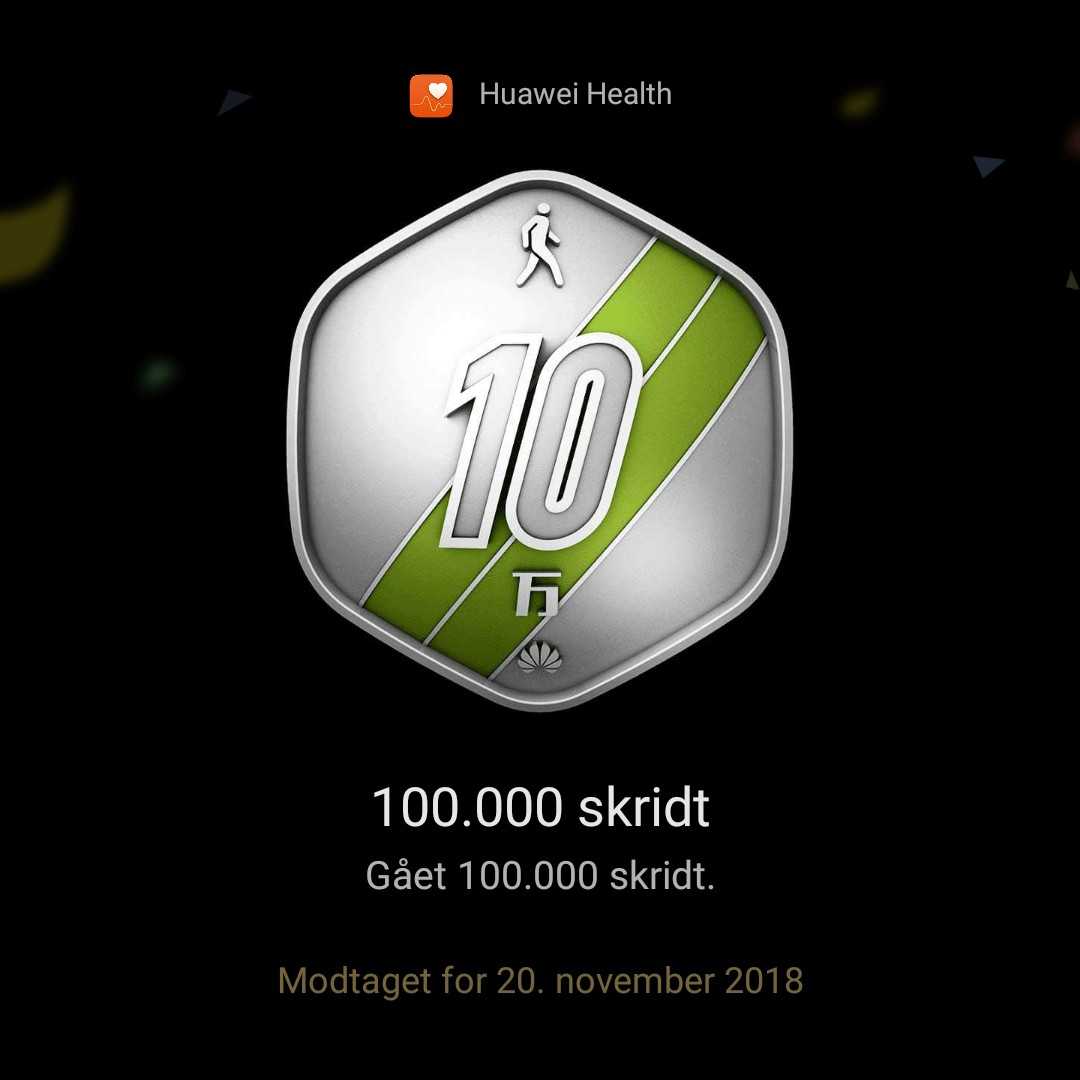 Huawei Health
10
万
100.000 skridt
Gået 100.000 skridt.
Modtaget for 20. november 2018